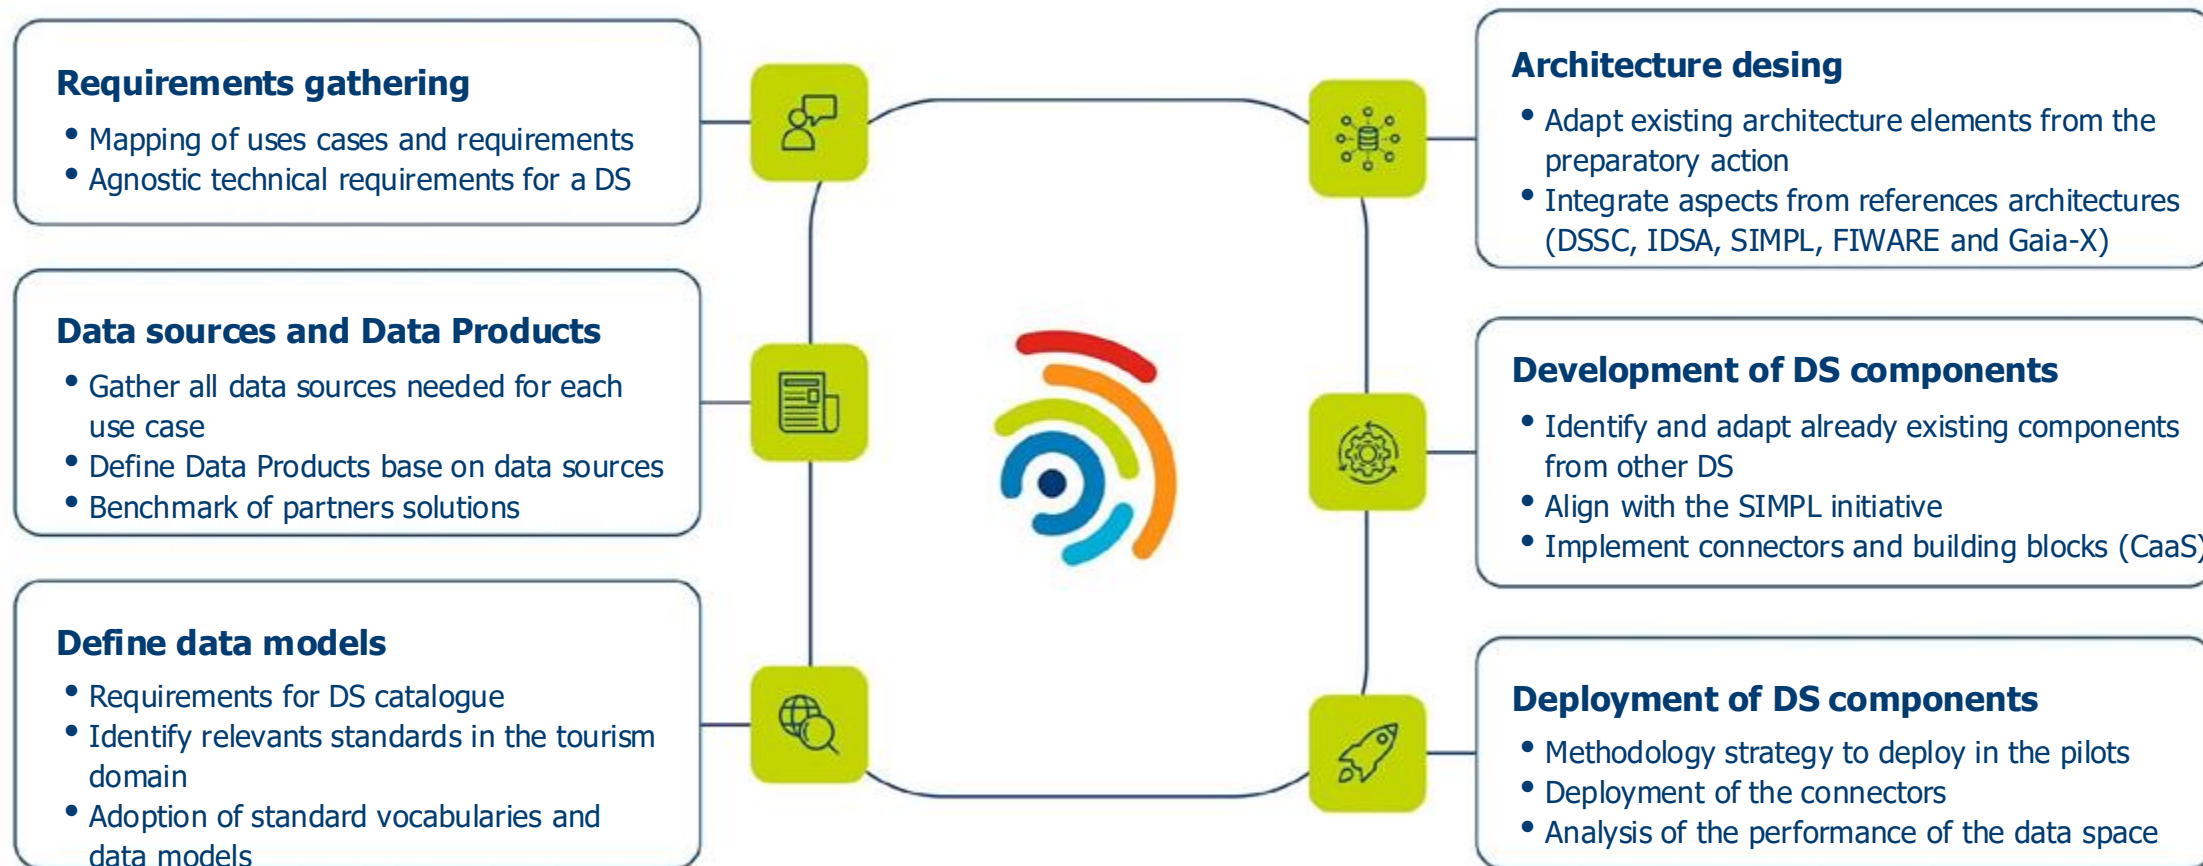 Requirements gathering
• Mapping of uses cases and requirements
• Agnostic technical requirements for a DS
Data sources and Data Products
• Gather all data sources needed for each
use case
• Define Data Products base on data sources
• Benchmark of partners solutions
Define data models
• Requirements for DS catalogue
• Identify relevants standards in the tourism
domain
• Adoption of standard vocabularies and
data models
Architecture desing
• Adapt existing architecture elements from the
preparatory action
• Integrate aspects from references architectures
(DSSC, IDSA, SIMPL, FIWARE and Gaia-X)
Development of DS components
• Identify and adapt already existing components
from other DS
• Align with the SIMPL initiative
• Implement connectors and building blocks (CaaS)
Deployment of DS components
• Methodology strategy to deploy in the pilots
• Deployment of the connectors
• Analysis of the performance of the data space